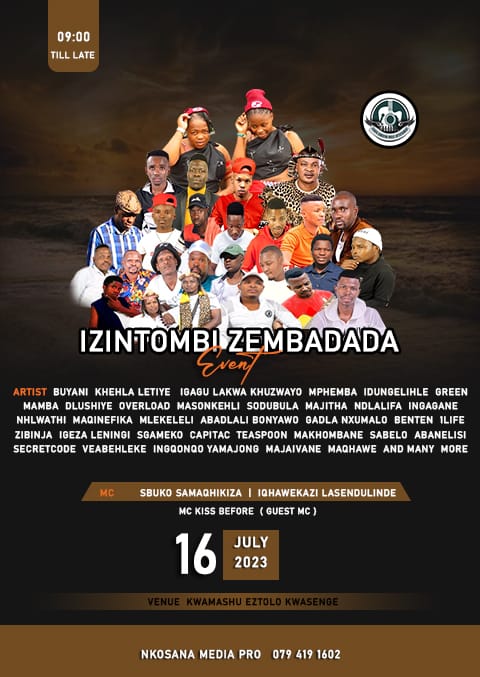 09:00
TILL LATE
IZINTOMBI ZEMBADADA
Event
ARTIST BUYANI KHEHLA LETIYE IGAGU LAKWA KHUZWAYO MPHEMBA IDUNGELIHLE GREEN
MAMBA DLUSHIYE OVERLOAD MASONKEHLI SODUBULA MAJITHA NDLALIFA INGAGANE
NHLWATHI MAQINEFIKA MLEKELELI ABADLALI BONYAWO GADLA NXUMALO BENTEN 1LIFE
ZIBINJA IGEZA LENINGI SGAMEKO CAPITAC TEASPOON MAKHOMBANE SABELO ABANELISI
SECRETCODE VEABEHLEKE INGQONQO YAMAJONG MAJAIVANE MAQHAWE AND MANY MORE
MC SBUKO SAMAQHIKIZA | IQHAWEKAZI LASENDULINDE
MC KISS BEFORE ( GUEST MC )
16 JULY
2023
VENUE KWAMASHU EZTOLO KWASENGE
NKOSANA MEDIA PRO 079 419 1602